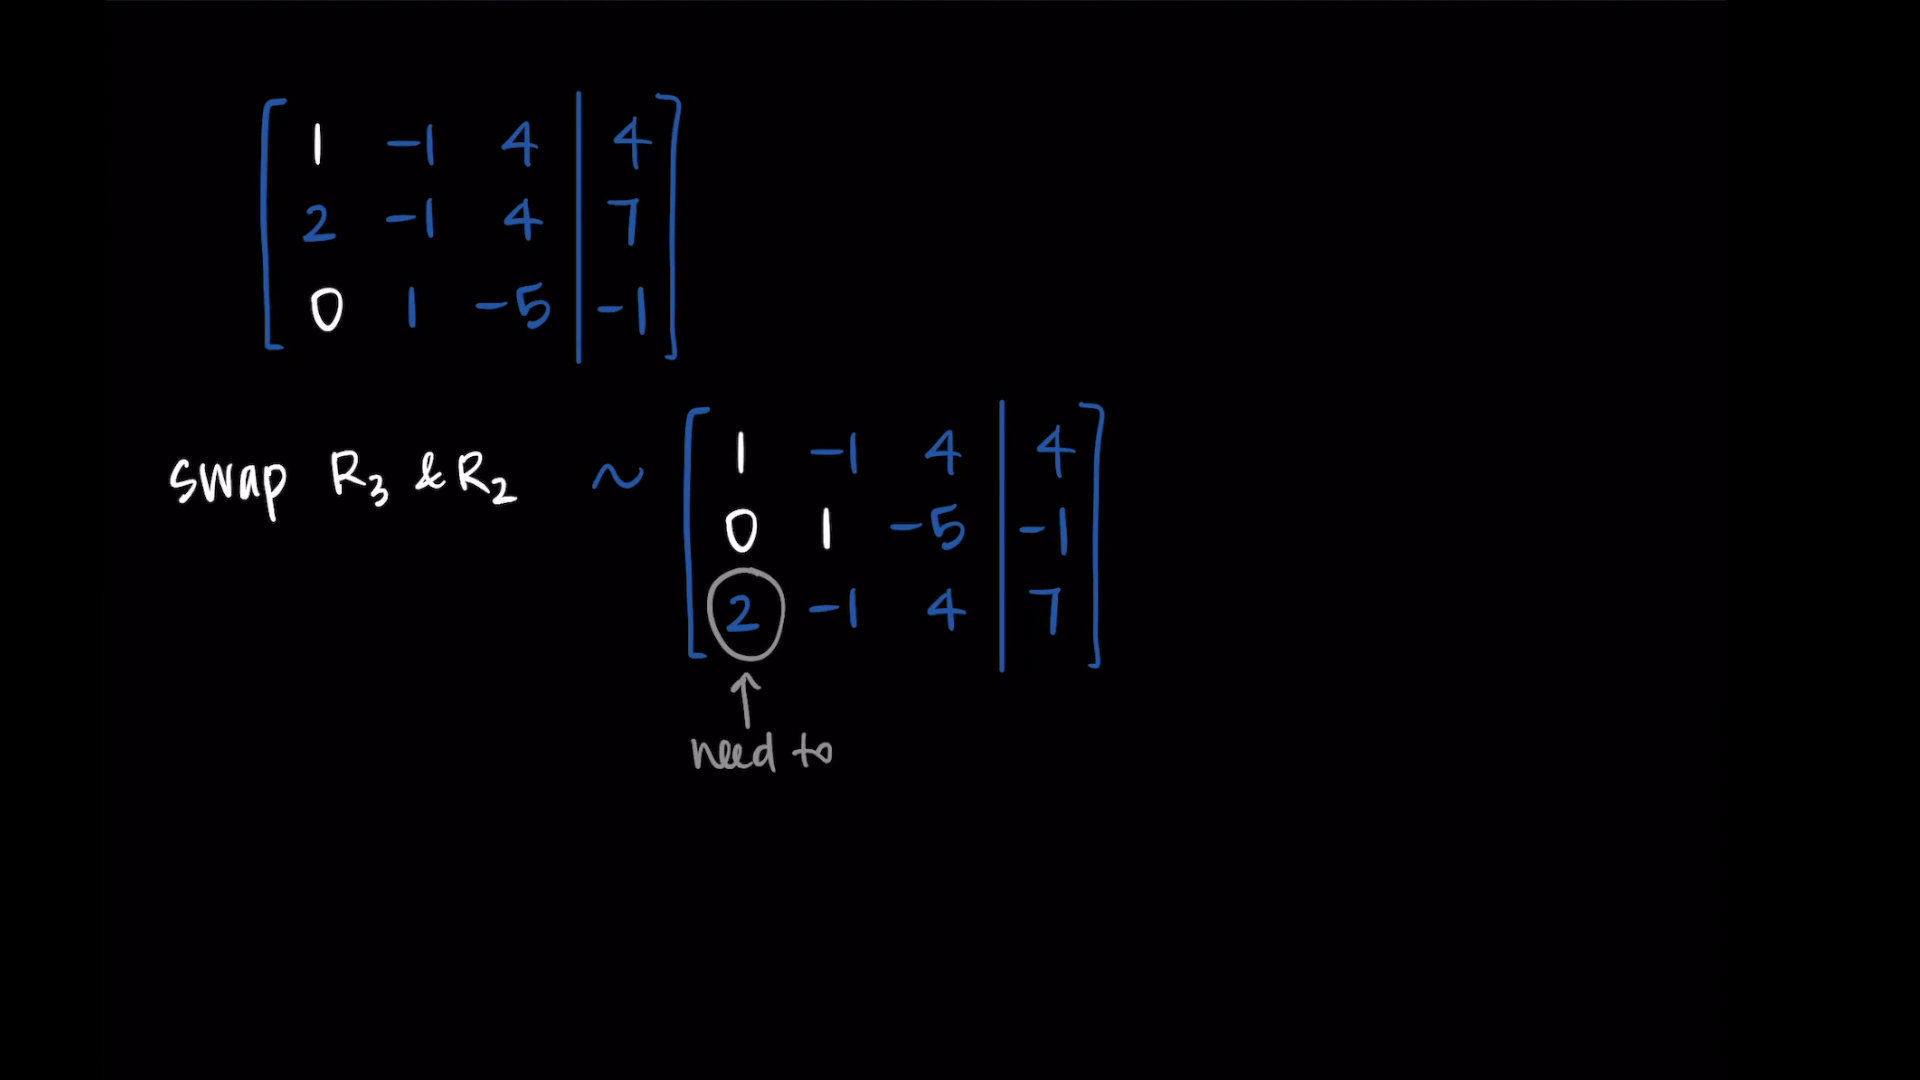 1 -1 4 | 4
2 -1 4 | 7
0 1 -5 | -1
swap R₃ & R₂ ~
1 -1 4 | 4
0 1 -5 | -1
2 -1 4 | 7
↑
need to